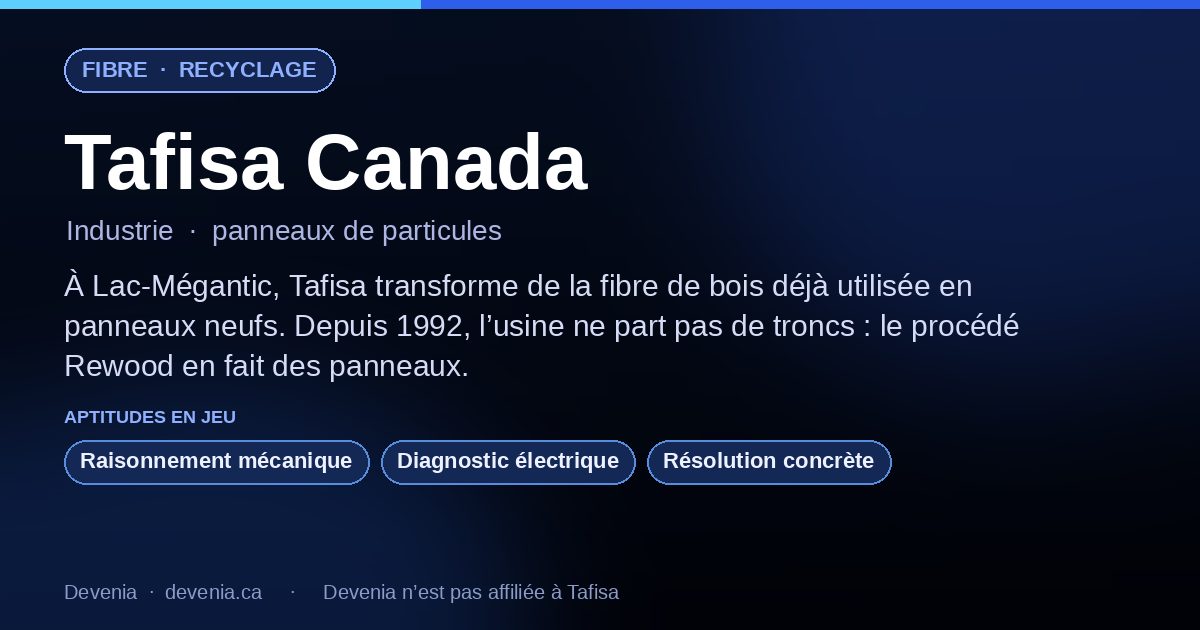 FIBRE · RECYCLAGE
Tafisa Canada
Industrie · panneaux de particules
À Lac-Mégantic, Tafisa transforme de la fibre de bois déjà utilisée en
panneaux neufs. Depuis 1992, l’usine ne part pas de troncs : le procédé
Rewood en fait des panneaux.
APTITUDES EN JEU
Raisonnement mécanique Diagnostic électrique Résolution concrète
Devenia · devenia.ca · Devenia n’est pas affiliée à Tafisa